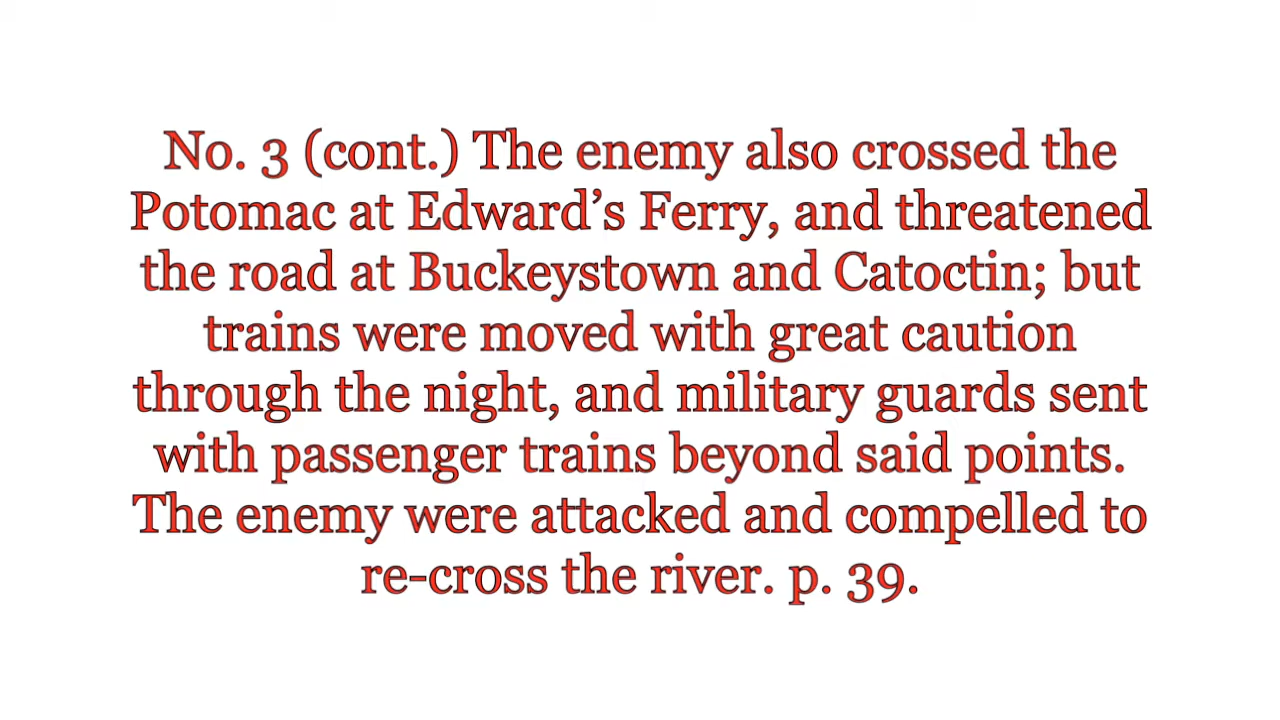 No. 3 (cont.) The enemy also crossed the
Potomac at Edward’s Ferry, and threatened
the road at Buckeystown and Catoctin; but
trains were moved with great caution
through the night, and military guards sent
with passenger trains beyond said points.
The enemy were attacked and compelled to
re-cross the river. p. 39.